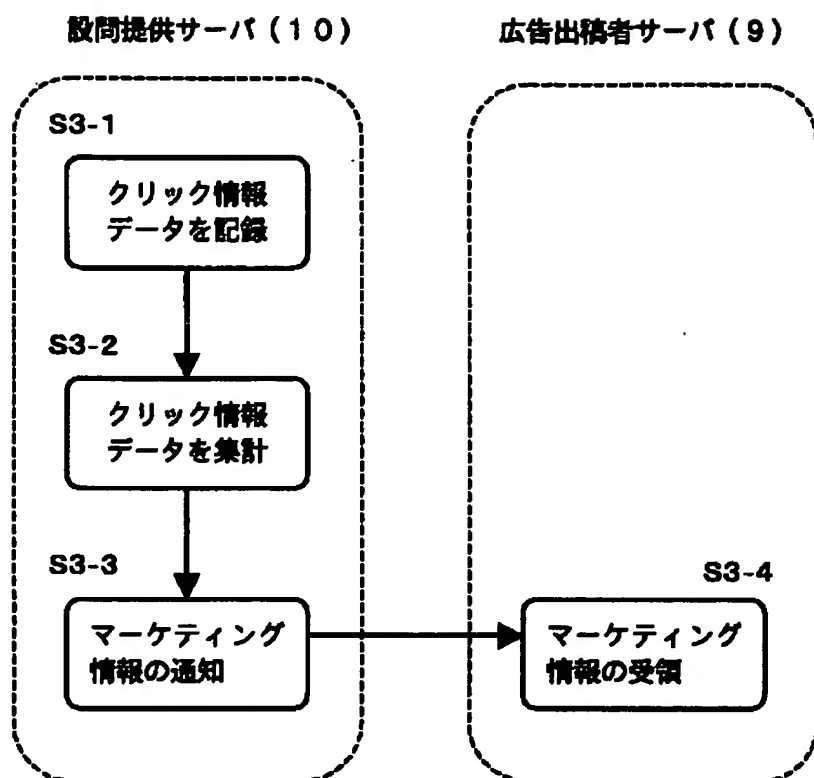 設問提供サーバ(10)
広告出稿者サーバ(9)
S3-1
クリック情報
データを記録
S3-2
クリック情報
データを集計
S3-3
マーケティング
情報の通知
S3-4
マーケティング
情報の受領